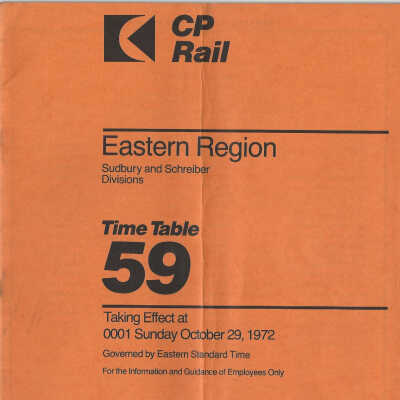 CP
Rail
Eastern Region
Sudbury and Schreiber
Divisions
Time Table
59
Taking Effect at
0001 Sunday October 29, 1972
Governed by Eastern Standard Time
For the Information and Guidance of Employees Only